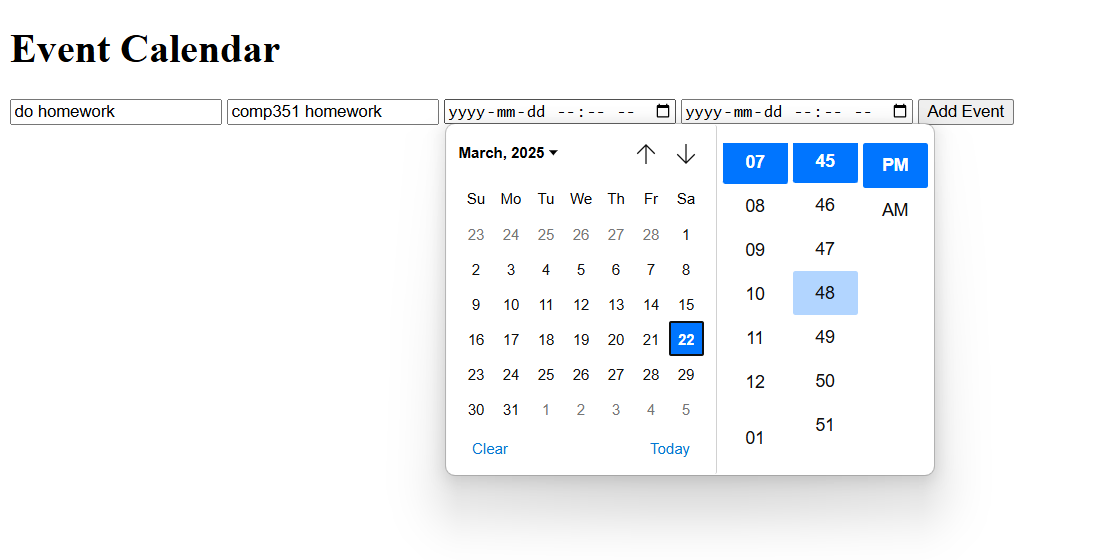 Event Calendar
do homework comp351 homework yyyy-mm-dd --:-- -- yyyy-mm-dd --:-- -- Add Event
March, 2025
Su Mo Tu We Th Fr Sa
23 24 25 26 27 28 1
2 3 4 5 6 7 8
9 10 11 12 13 14 15
16 17 18 19 20 21 22
23 24 25 26 27 28 29
30 31 1 2 3 4 5
Clear Today
07 45 PM
08 46 AM
09 47
10 48
11 49
12 50
01 51